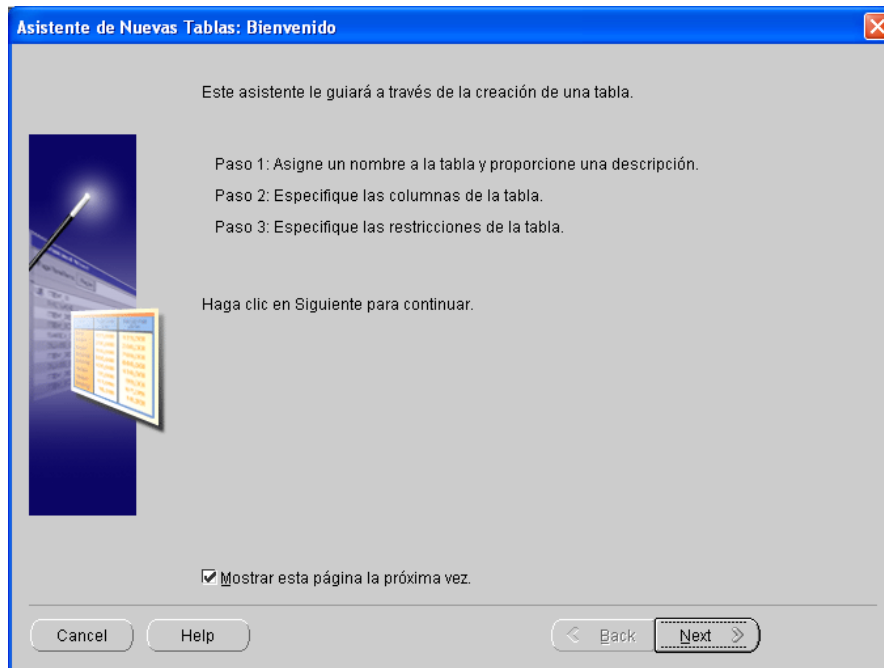 Asistente de Nuevas Tablas: Bienvenido
Este asistente le guiará a través de la creación de una tabla.
Paso 1: Asigne un nombre a la tabla y proporcione una descripción.
Paso 2: Especifique las columnas de la tabla.
Paso 3: Especifique las restricciones de la tabla.
Haga clic en Siguiente para continuar.
Mostrar esta página la próxima vez.
Cancel Help Back Next